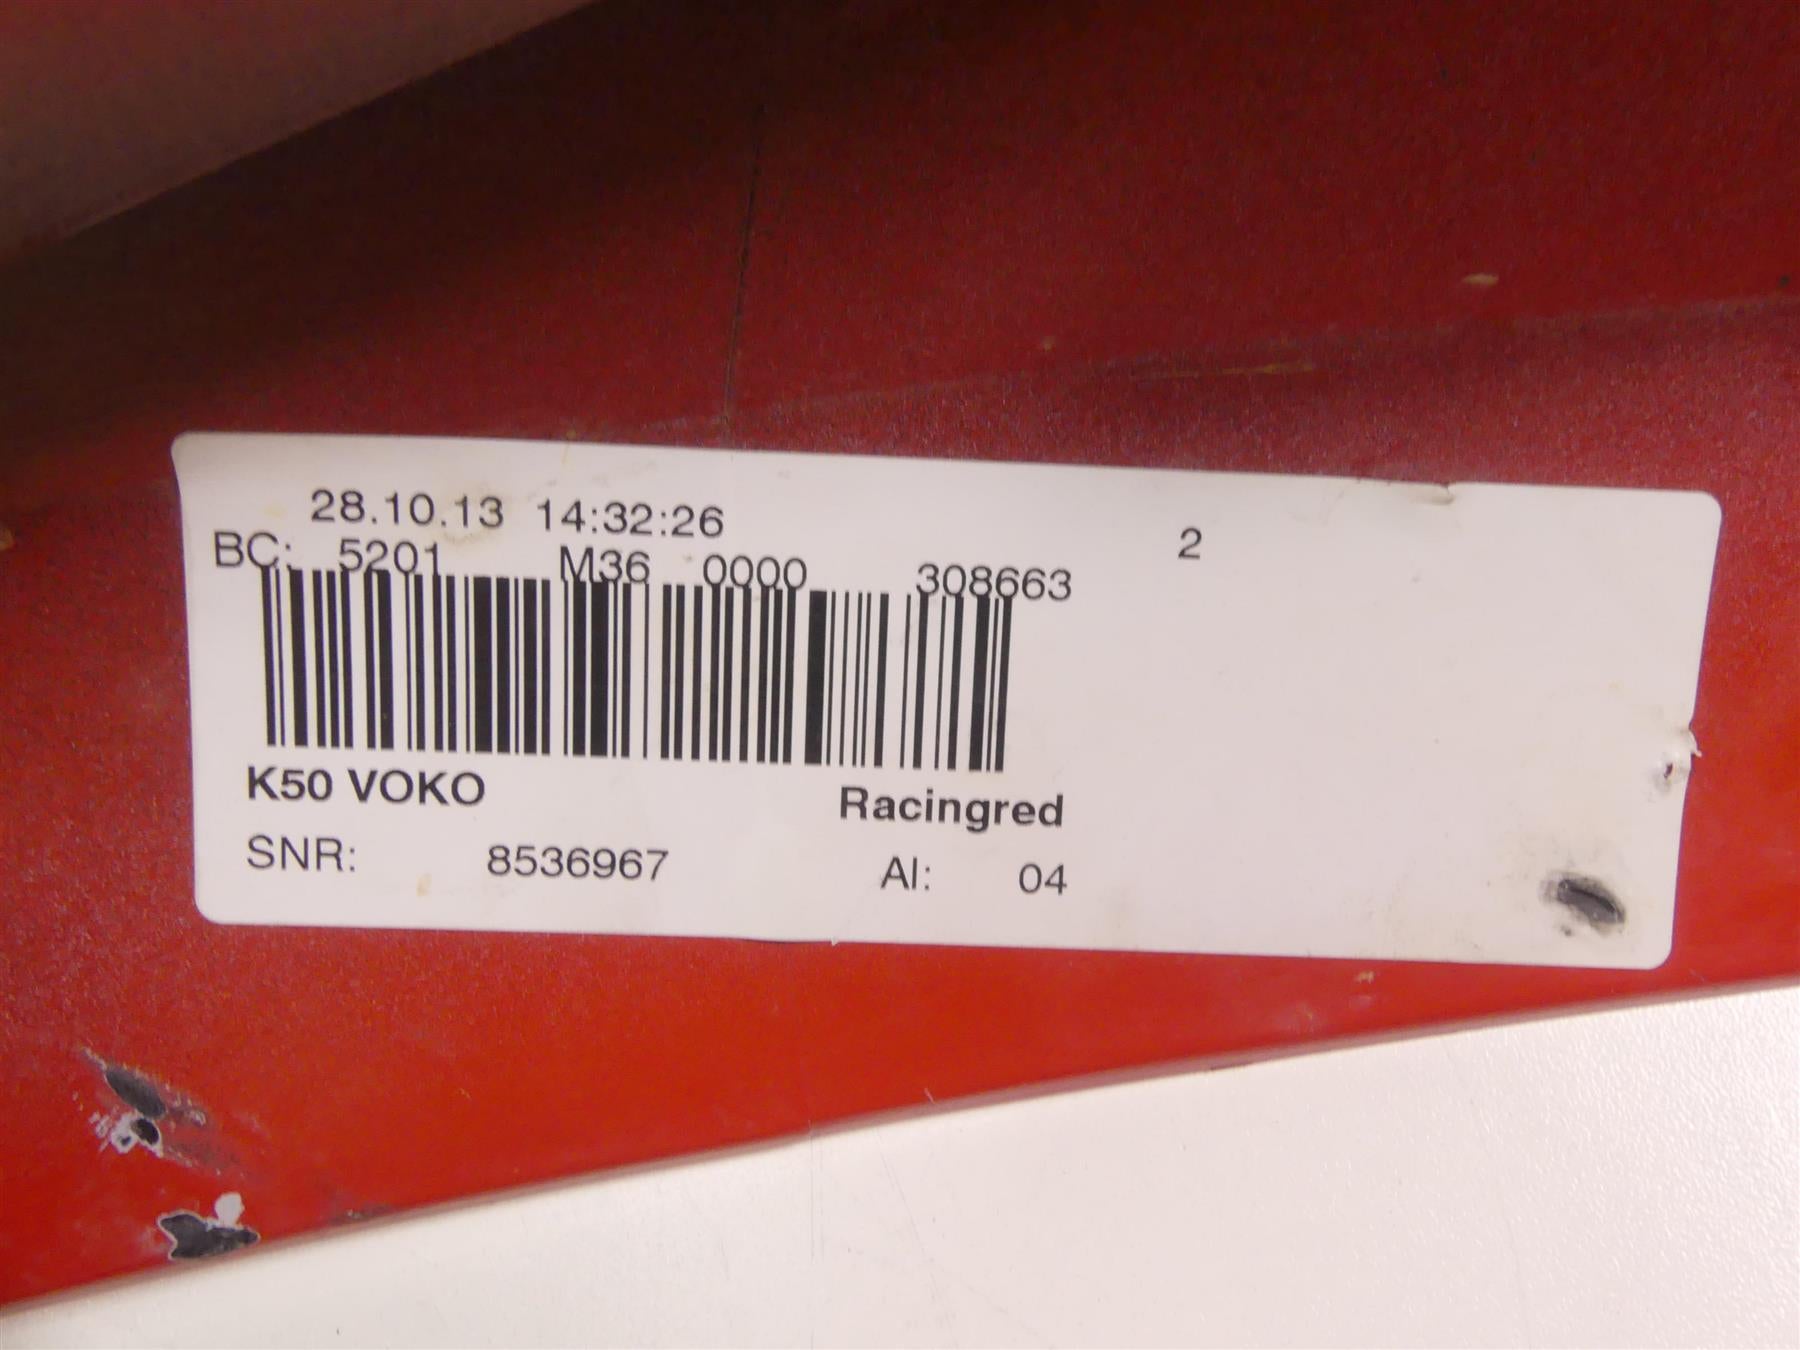 28.10.13 14:32:26
2
BC: 5201 M36 0000 308663
K50 VOKO Racingred
SNR: 8536967 AI: 04